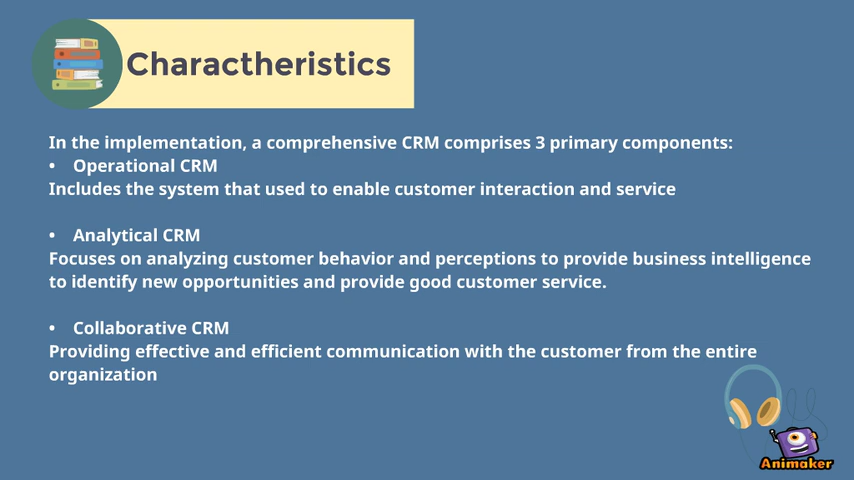 Charactheristics
In the implementation, a comprehensive CRM comprises 3 primary components:
• Operational CRM
Includes the system that used to enable customer interaction and service
• Analytical CRM
Focuses on analyzing customer behavior and perceptions to provide business intelligence
to identify new opportunities and provide good customer service.
• Collaborative CRM
Providing effective and efficient communication with the customer from the entire
organization
Animaker